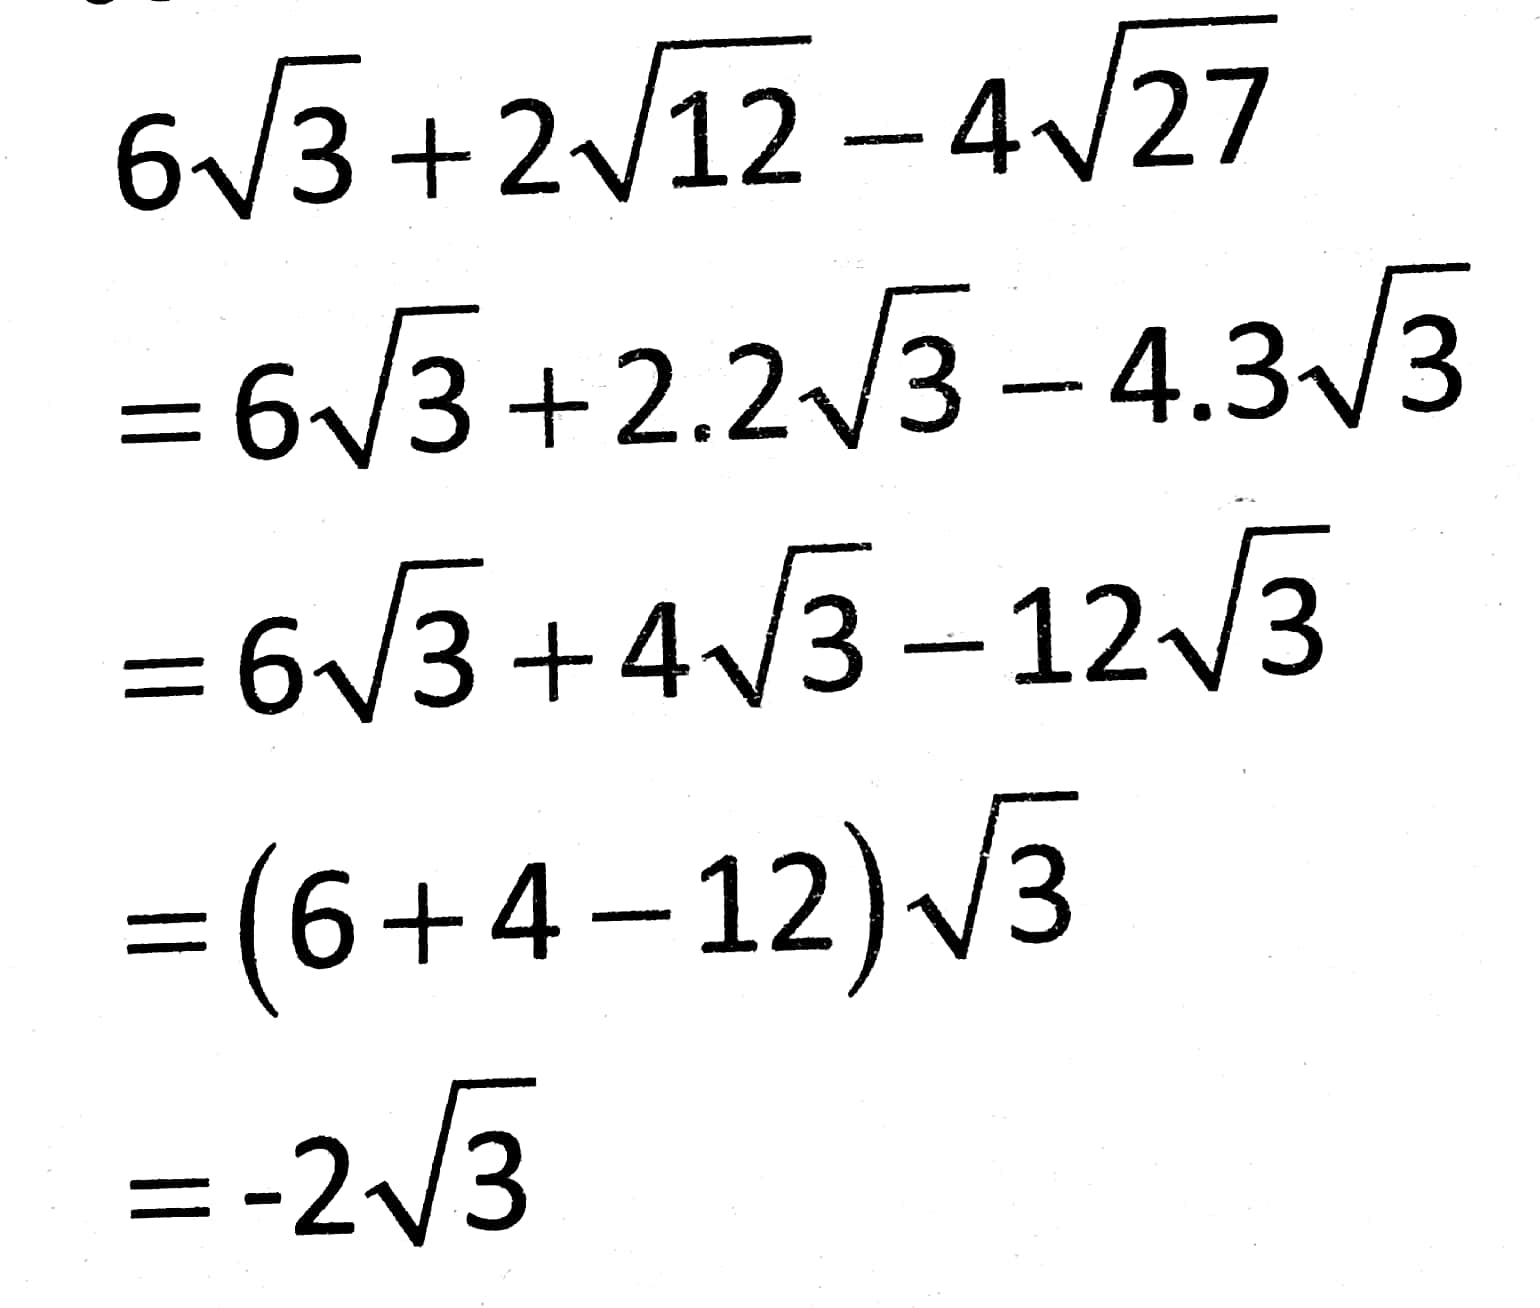 6√3 + 2√12 − 4√27
= 6√3 + 2.2√3 − 4.3√3
= 6√3 + 4√3 − 12√3
= (6 + 4 − 12)√3
= -2√3